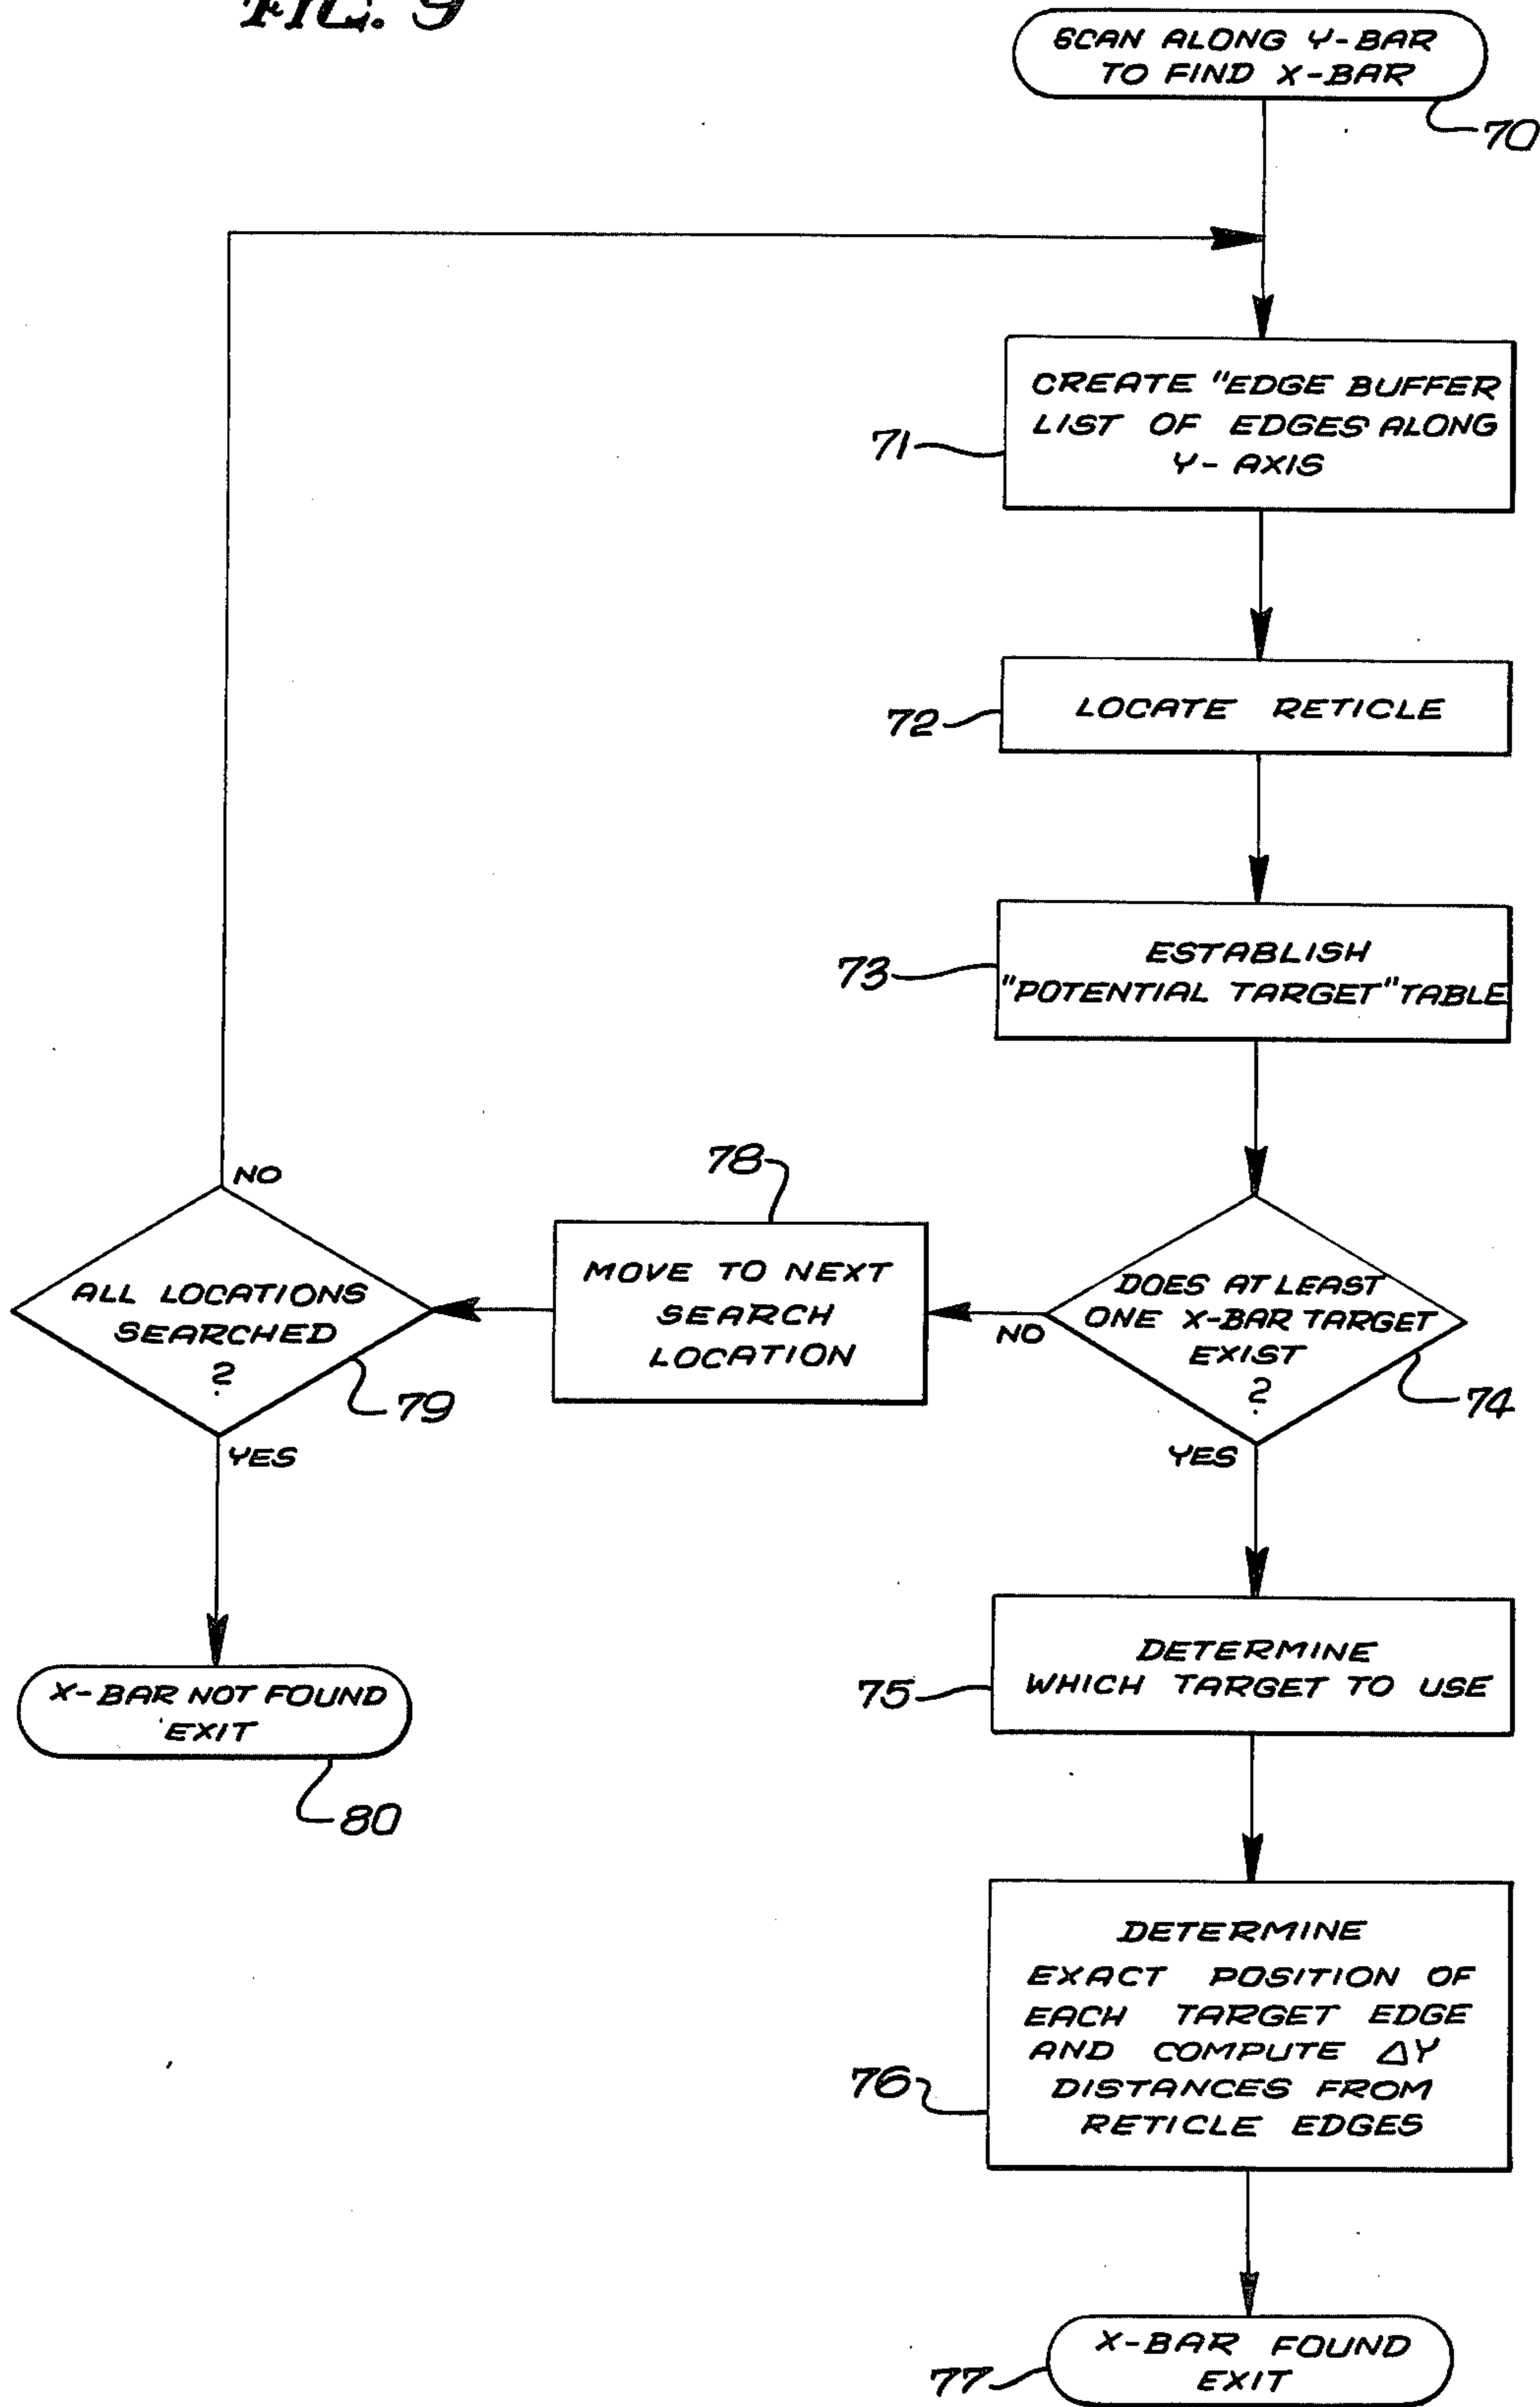 FIG. 9
SCAN ALONG Y-BAR
TO FIND X-BAR
70
CREATE "EDGE BUFFER
LIST OF EDGES ALONG
Y- AXIS
71
LOCATE RETICLE
72
ESTABLISH
"POTENTIAL TARGET" TABLE
73
DOES AT LEAST
ONE X-BAR TARGET
EXIST
?
74
NO
YES
78
MOVE TO NEXT
SEARCH
LOCATION
NO
ALL LOCATIONS
SEARCHED
?
79
YES
X-BAR NOT FOUND
EXIT
80
DETERMINE
WHICH TARGET TO USE
75
DETERMINE
EXACT POSITION OF
EACH TARGET EDGE
AND COMPUTE ΔY
DISTANCES FROM
RETICLE EDGES
76
X-BAR FOUND
EXIT
77